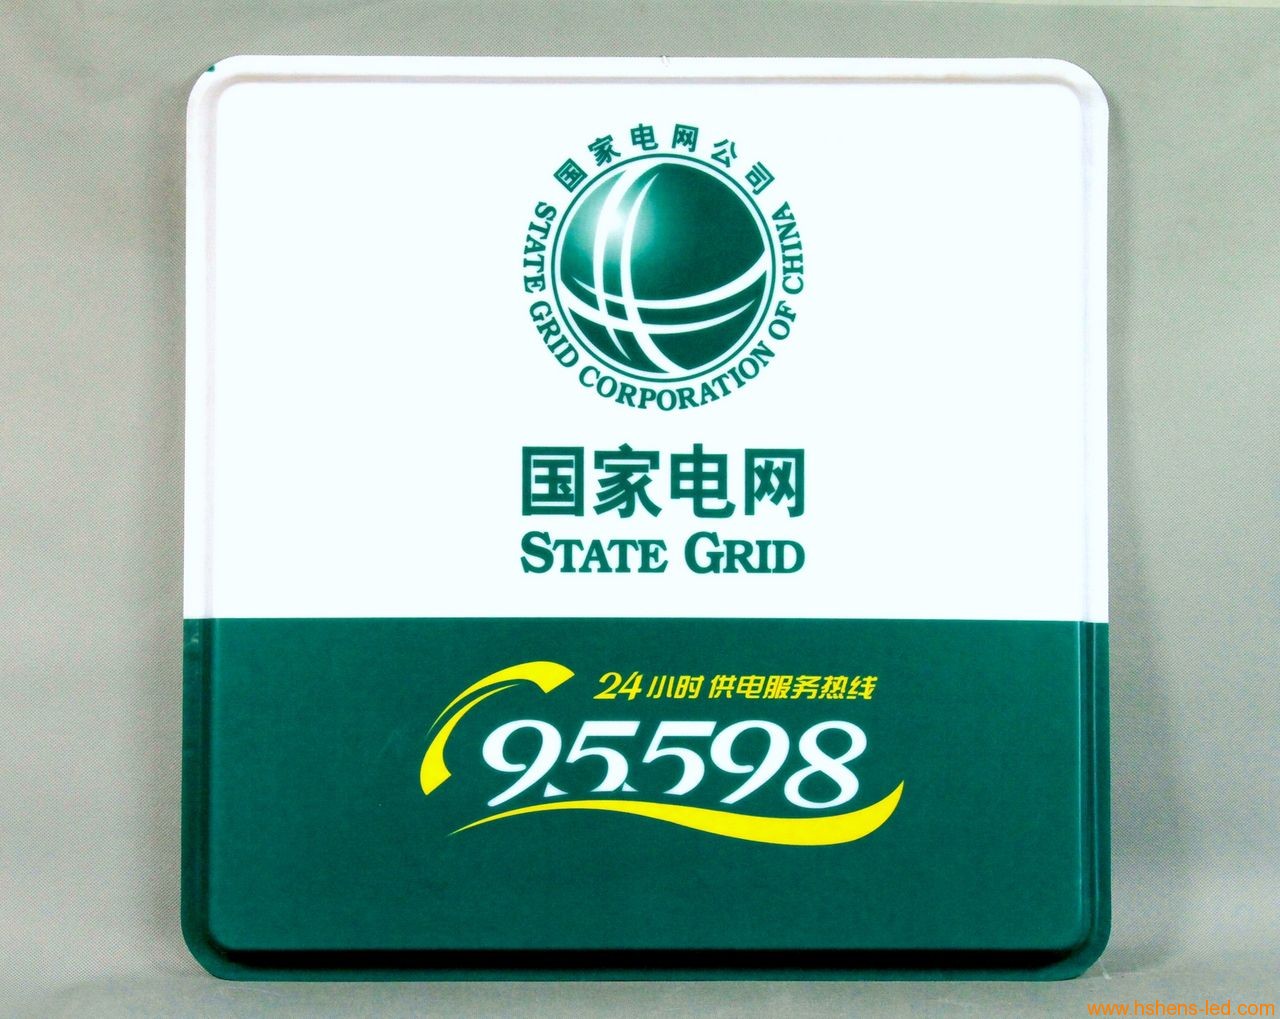 国家电网公司
STATE GRID CORPORATION OF CHINA
国家电网
STATE GRID
24小时 供电服务热线
95598
www.hshens-led.com